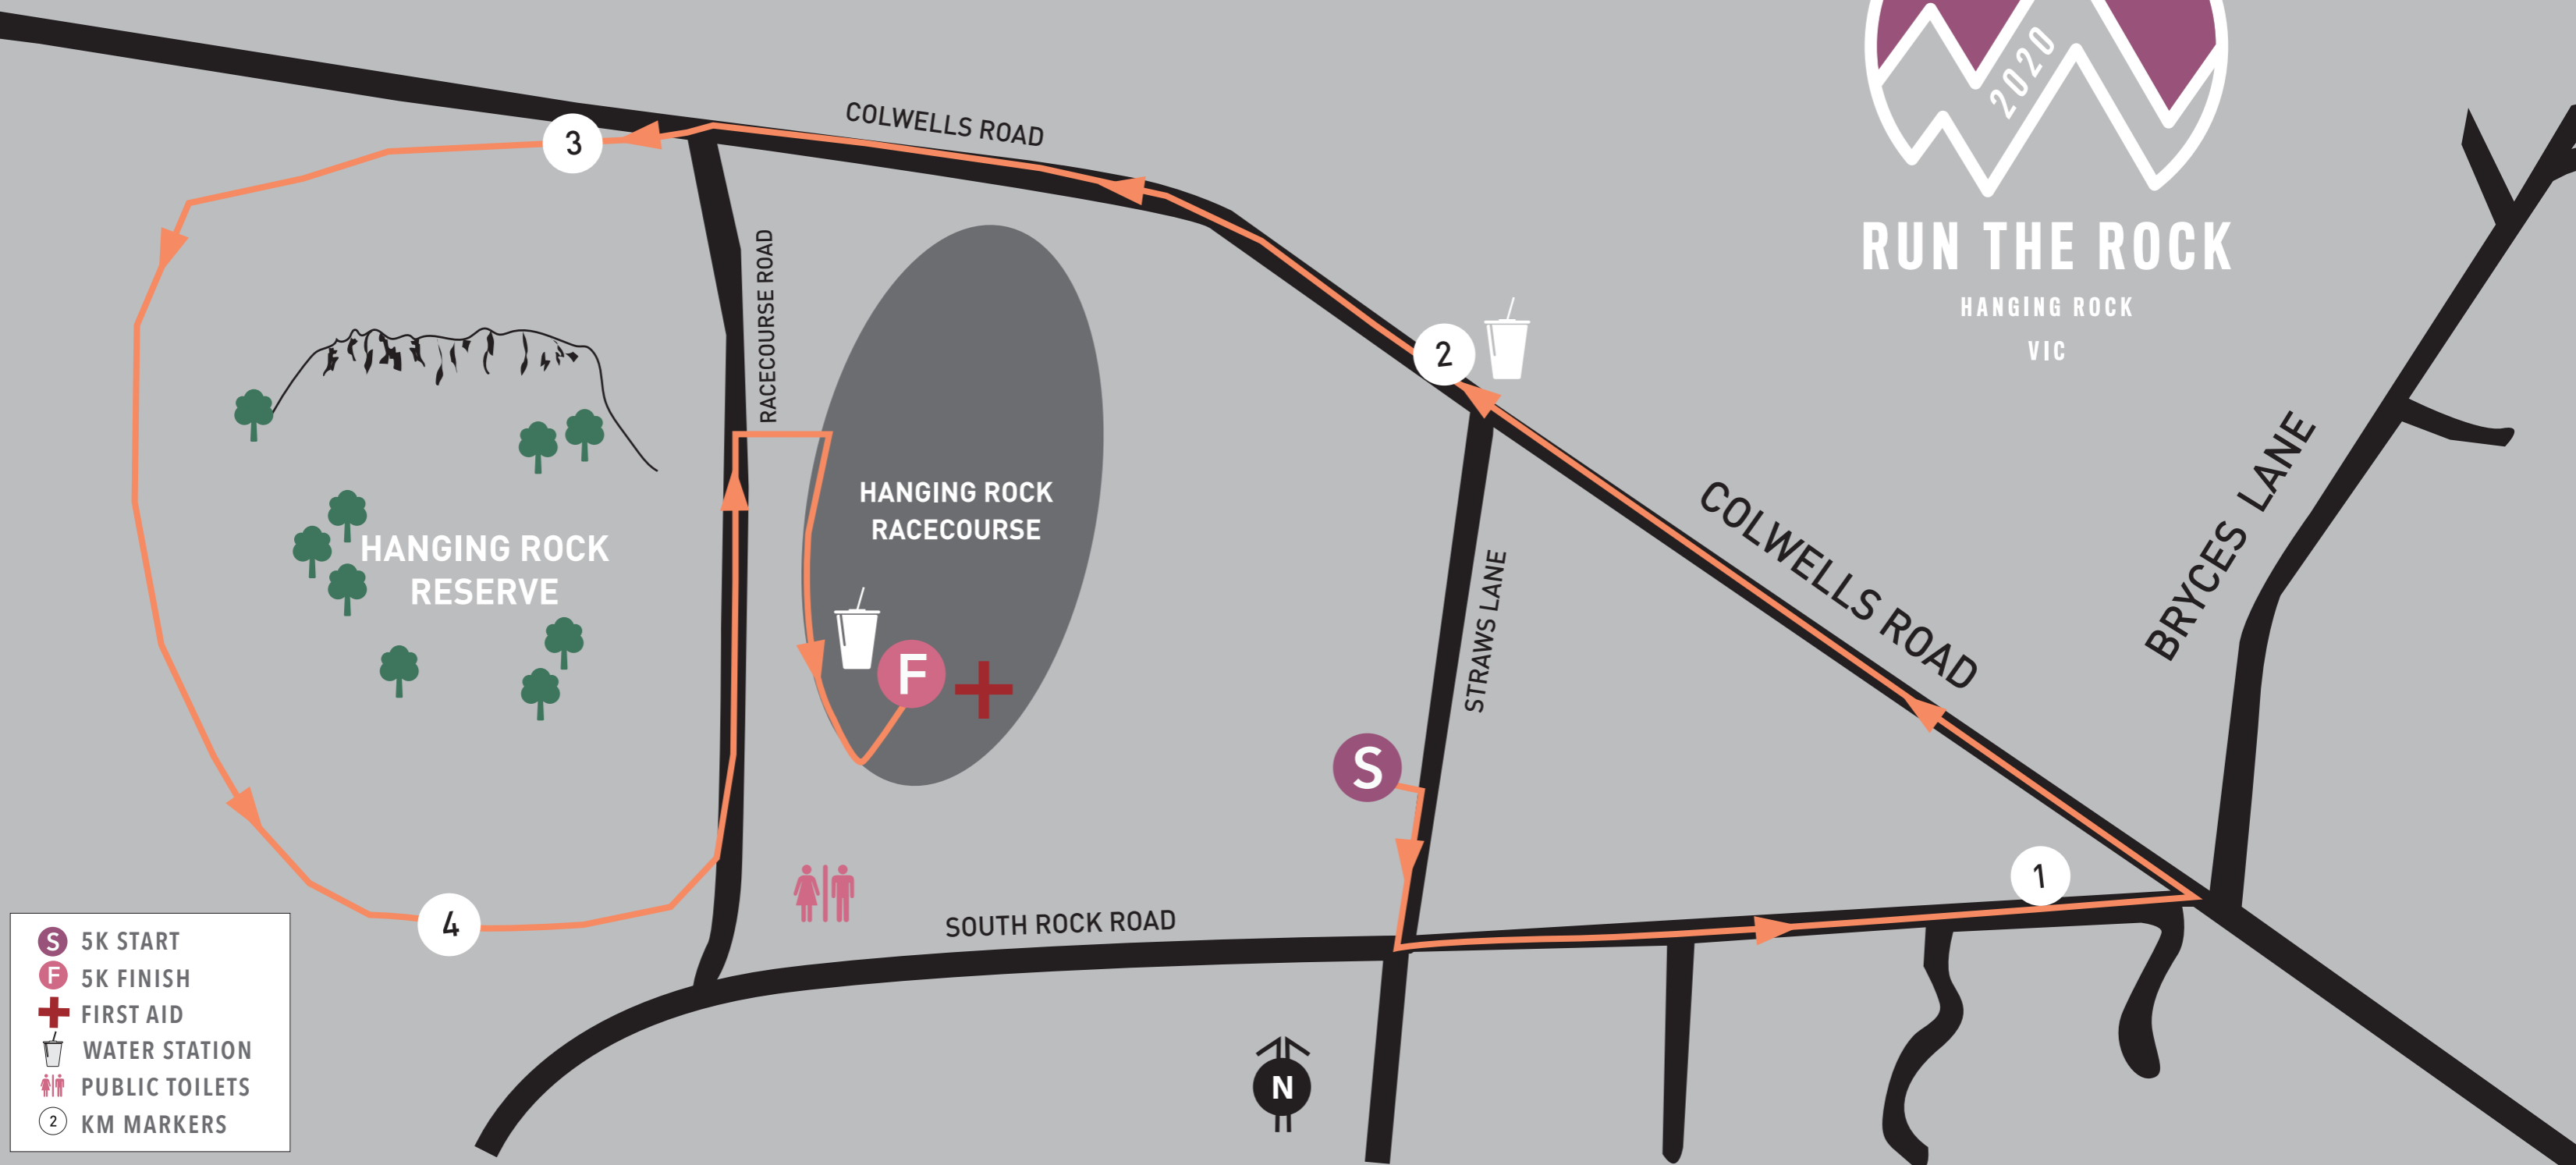 2020
RUN THE ROCK
HANGING ROCK
VIC
COLWELLS ROAD
3
RACECOURSE ROAD
2
HANGING ROCK
RACECOURSE
COLWELLS ROAD
BRYCES LANE
HANGING ROCK
RESERVE
STRAWS LANE
F
S
1
4
SOUTH ROCK ROAD
N
S 5K START
F 5K FINISH
FIRST AID
WATER STATION
PUBLIC TOILETS
2 KM MARKERS